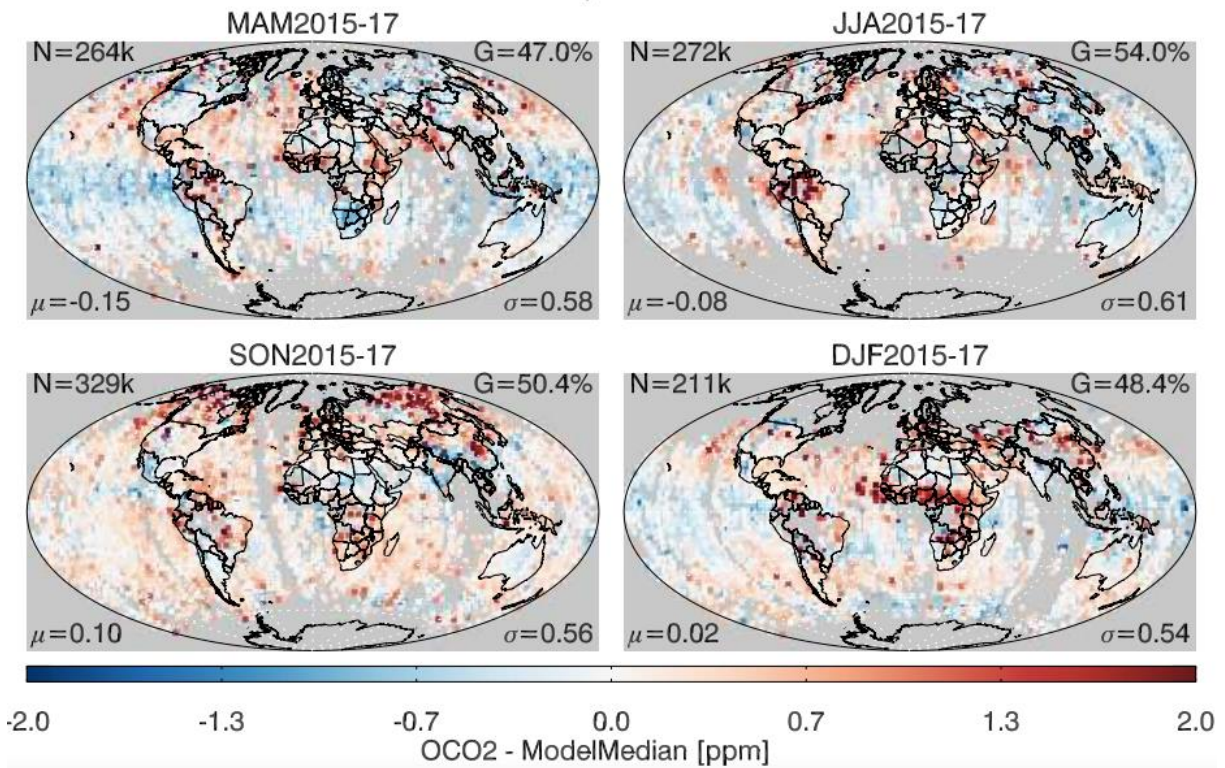 MAM2015-17
JJA2015-17
N=264k
G=47.0%
N=272k
G=54.0%
μ=-0.15
σ=0.58
μ=-0.08
σ=0.61
SON2015-17
DJF2015-17
N=329k
G=50.4%
N=211k
G=48.4%
μ=0.10
σ=0.56
μ=0.02
σ=0.54
-2.0 -1.3 -0.7 0.0 0.7 1.3 2.0
OCO2 - ModelMedian [ppm]